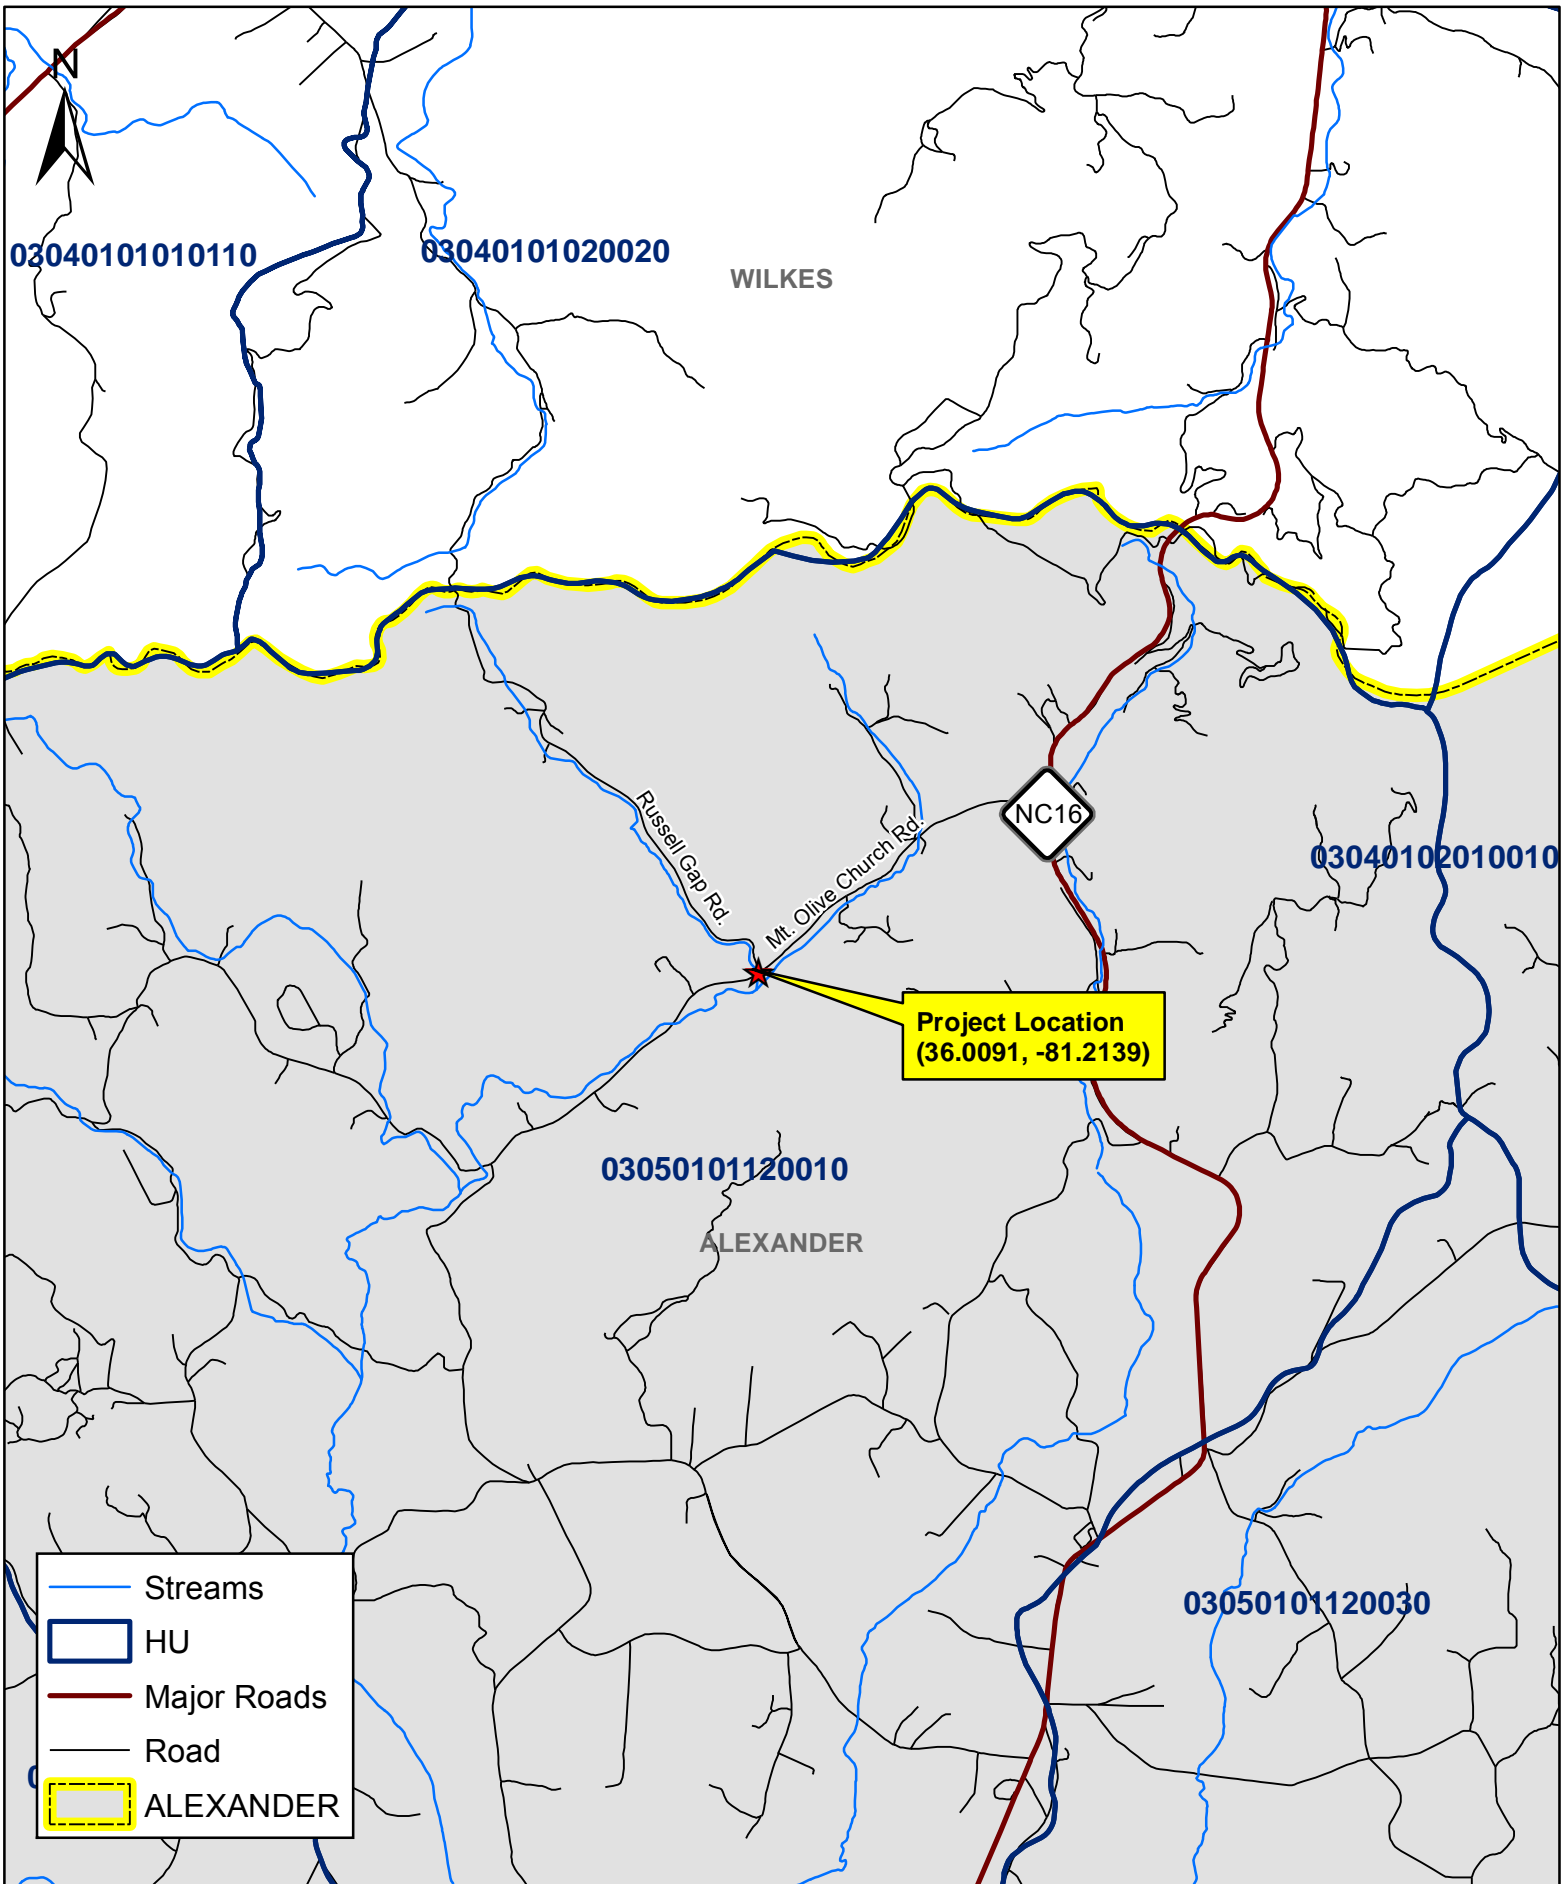 N
03040101010110
03040101020020
WILKES
Russell Gap Rd.
Mt. Olive Church Rd.
NC16
03040102010010
Project Location
(36.0091, -81.2139)
03050101120010
ALEXANDER
03050101120030
Streams
HU
Major Roads
Road
ALEXANDER